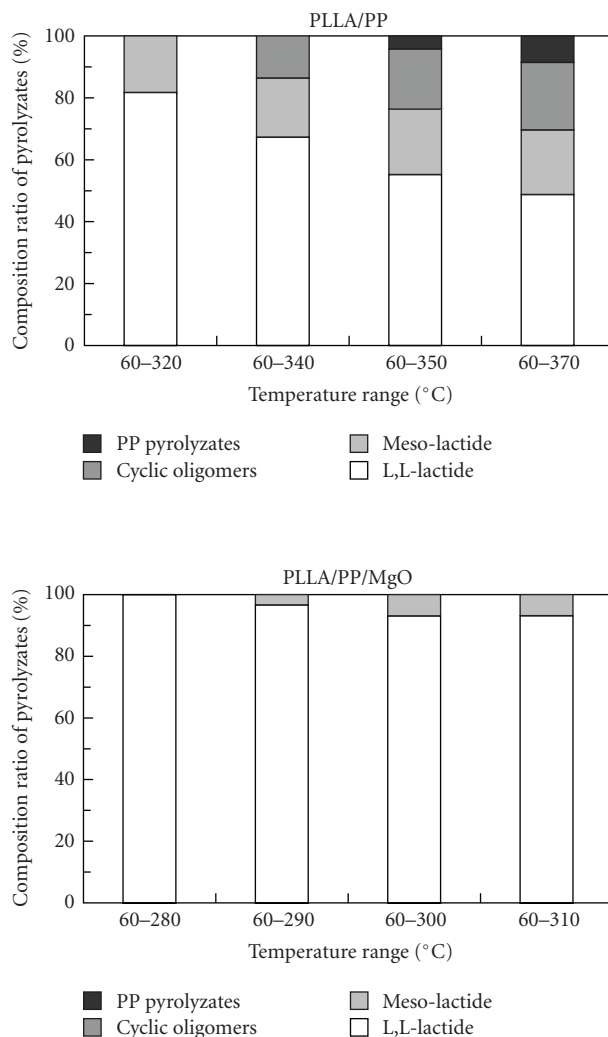 PLLA/PP
Composition ratio of pyrolyzates (%)
100
80
60
40
20
0
60–320 60–340 60–350 60–370
Temperature range (°C)
PP pyrolyzates Meso-lactide
Cyclic oligomers L,L-lactide
PLLA/PP/MgO
Composition ratio of pyrolyzates (%)
100
80
60
40
20
0
60–280 60–290 60–300 60–310
Temperature range (°C)
PP pyrolyzates Meso-lactide
Cyclic oligomers L,L-lactide